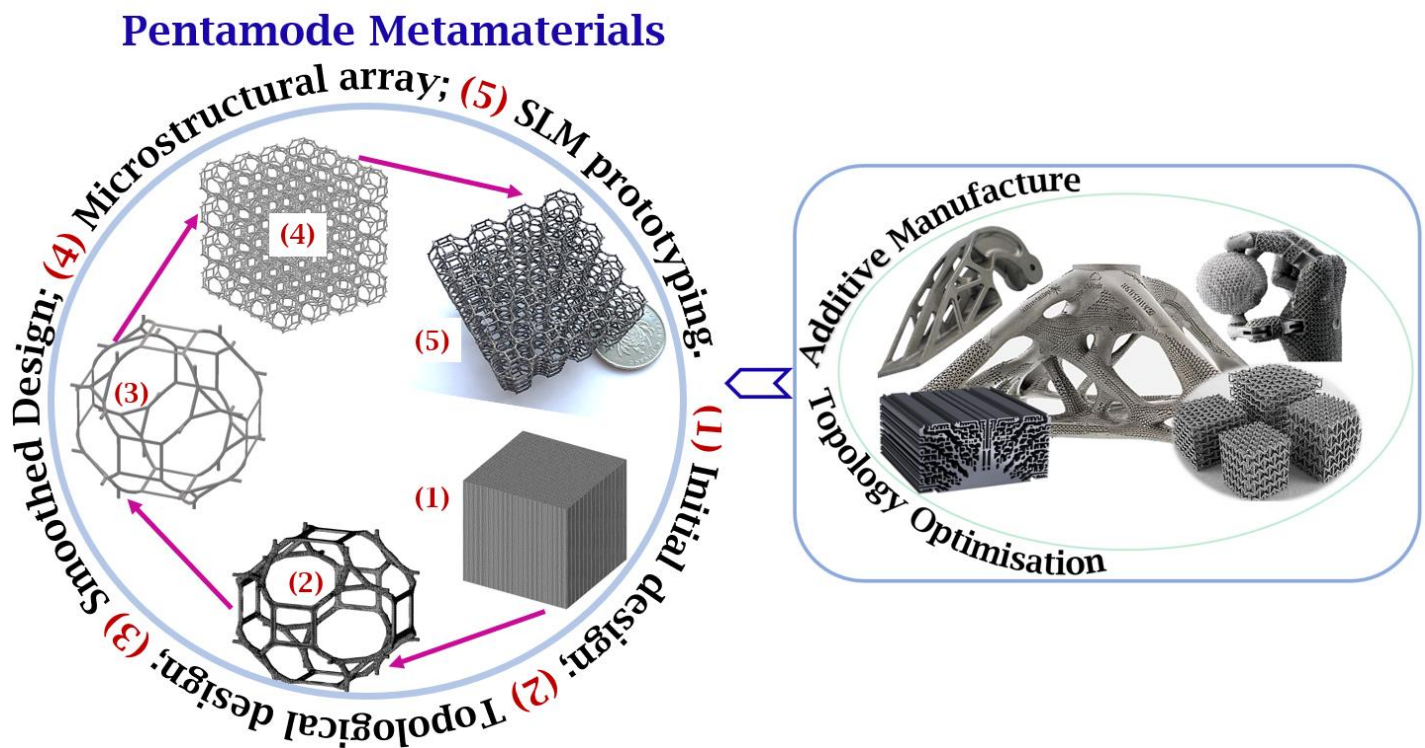 Pentamode Metamaterials
(1) Initial design; (2) Topological design; (3) Smoothed Design; (4) Microstructural array; (5) SLM prototyping.
(4)
(5)
(3)
(1)
(2)
Additive Manufacture
Topology Optimisation